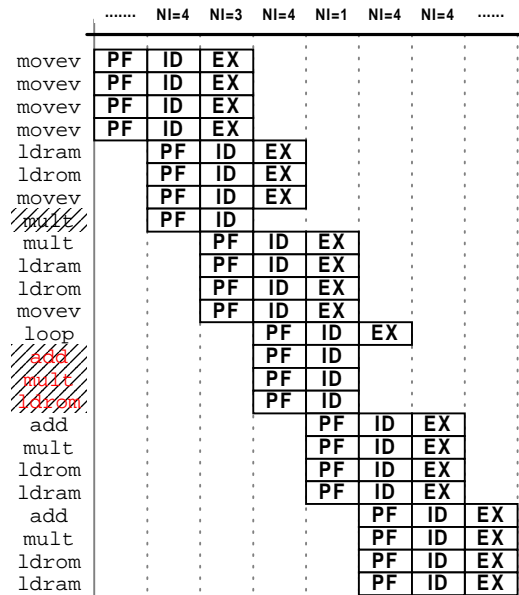 ....... NI=4 NI=3 NI=4 NI=1 NI=4 NI=4 ......
movev PF ID EX
movev PF ID EX
movev PF ID EX
movev PF ID EX
ldram PF ID EX
ldrom PF ID EX
movev PF ID EX
mult PF ID
mult PF ID EX
ldram PF ID EX
ldrom PF ID EX
movev PF ID EX
loop PF ID EX
add PF ID
mult PF ID
ldrom PF ID
add PF ID EX
mult PF ID EX
ldrom PF ID EX
ldram PF ID EX
add PF ID EX
mult PF ID EX
ldrom PF ID EX
ldram PF ID EX